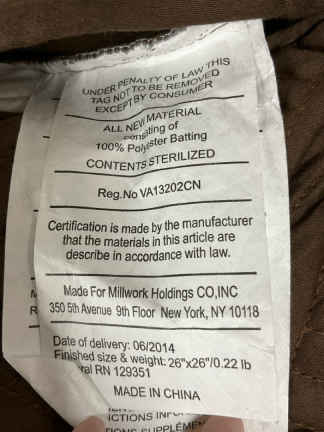 UNDER PENALTY OF LAW THIS
TAG NOT TO BE REMOVED
EXCEPT BY CONSUMER
ALL NEW MATERIAL
consisting of
100% Polyester Batting
CONTENTS STERILIZED
Reg.No VA13202CN
Certification is made by the manufacturer
that the materials in this article are
describe in accordance with law.
Made For Millwork Holdings CO,INC
350 5th Avenue 9th Floor New York, NY 10118
Date of delivery: 06/2014
Finished size & weight: 26"x26"/0.22 lb
ral RN 129351
MADE IN CHINA